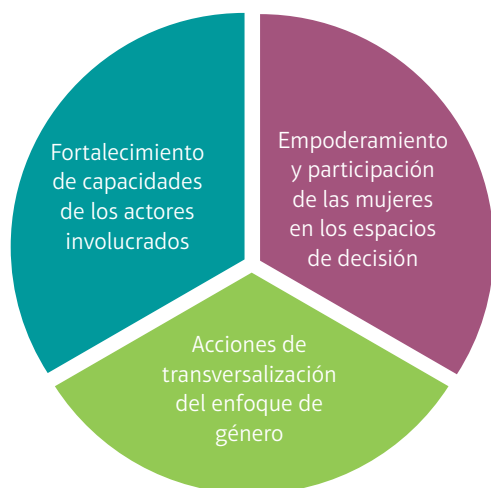 Fortalecimiento
de capacidades
de los actores
involucrados
Empoderamiento
y participación
de las mujeres
en los espacios
de decisión
Acciones de
transversalización
del enfoque de
género